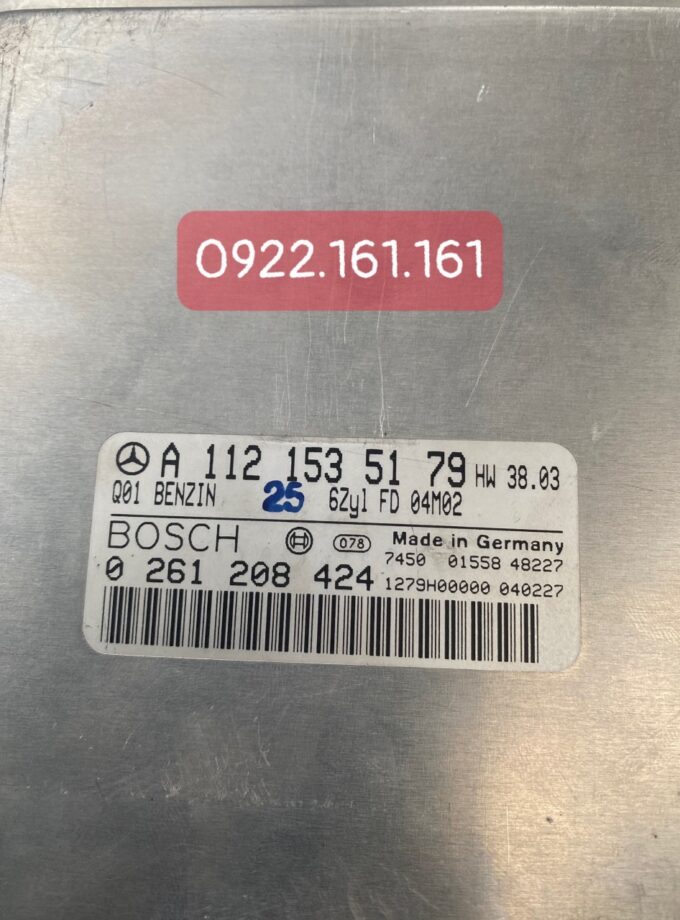 0922.161.161
A 112 153 51 79 HW 38.03
Q01 BENZIN 25 6Zyl FD 04M02
BOSCH 078 Made in Germany
7450 01558 48227
0 261 208 424 1279H00000 040227